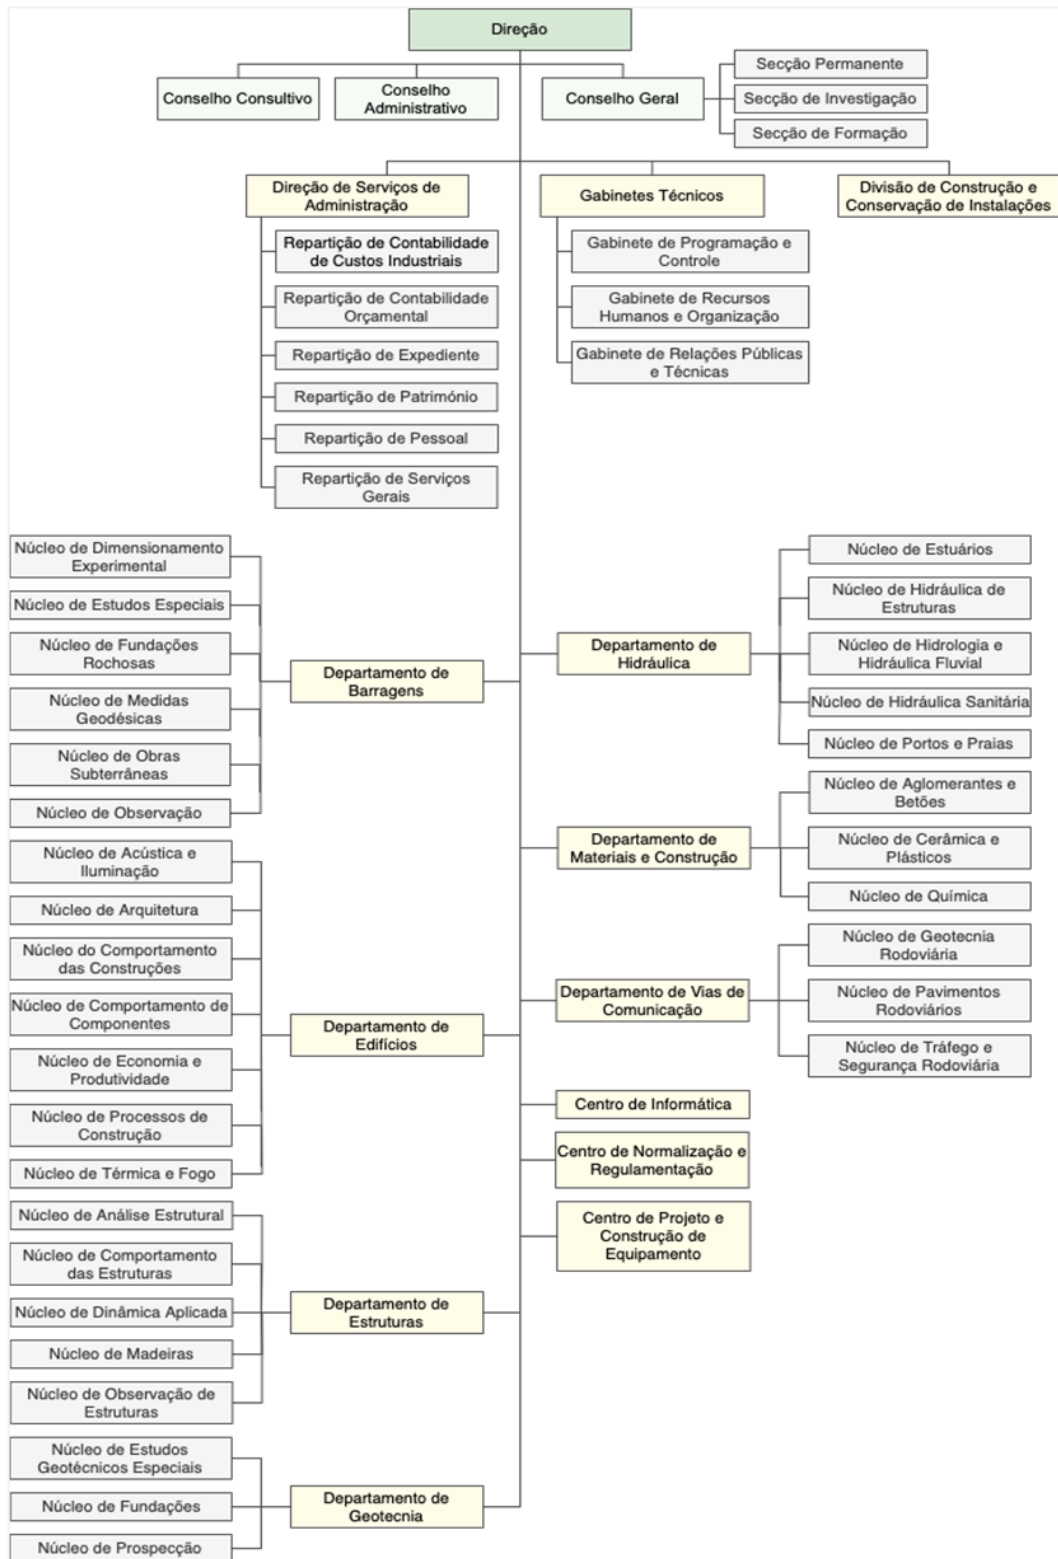 Direção
Conselho Consultivo
Conselho
Administrativo
Conselho Geral
Secção Permanente
Secção de Investigação
Secção de Formação
Direção de Serviços de
Administração
Gabinetes Técnicos
Divisão de Construção e
Conservação de Instalações
Repartição de Contabilidade
de Custos Industriais
Repartição de Contabilidade
Orçamental
Repartição de Expediente
Repartição de Património
Repartição de Pessoal
Repartição de Serviços
Gerais
Gabinete de Programação e
Controle
Gabinete de Recursos
Humanos e Organização
Gabinete de Relações Públicas
e Técnicas
Núcleo de Dimensionamento
Experimental
Núcleo de Estudos Especiais
Núcleo de Fundações
Rochosas
Núcleo de Medidas
Geodésicas
Núcleo de Obras
Subterrâneas
Núcleo de Observação
Departamento de
Barragens
Núcleo de Acústica e
Iluminação
Núcleo de Arquitetura
Núcleo do Comportamento
das Construções
Núcleo de Comportamento de
Componentes
Núcleo de Economia e
Produtividade
Núcleo de Processos de
Construção
Núcleo de Térmica e Fogo
Departamento de
Edifícios
Núcleo de Análise Estrutural
Núcleo de Comportamento
das Estruturas
Núcleo de Dinâmica Aplicada
Núcleo de Madeiras
Núcleo de Observação de
Estruturas
Departamento de
Estruturas
Núcleo de Estudos
Geotécnicos Especiais
Núcleo de Fundações
Núcleo de Prospecção
Departamento de
Geotecnia
Departamento de
Hidráulica
Núcleo de Estuários
Núcleo de Hidráulica de
Estruturas
Núcleo de Hidrologia e
Hidráulica Fluvial
Núcleo de Hidráulica Sanitária
Núcleo de Portos e Praias
Departamento de
Materiais e Construção
Núcleo de Aglomerantes e
Betões
Núcleo de Cerâmica e
Plásticos
Núcleo de Química
Departamento de Vias de
Comunicação
Núcleo de Geotecnia
Rodoviária
Núcleo de Pavimentos
Rodoviários
Núcleo de Tráfego e
Segurança Rodoviária
Centro de Informática
Centro de Normalização e
Regulamentação
Centro de Projeto e
Construção de
Equipamento